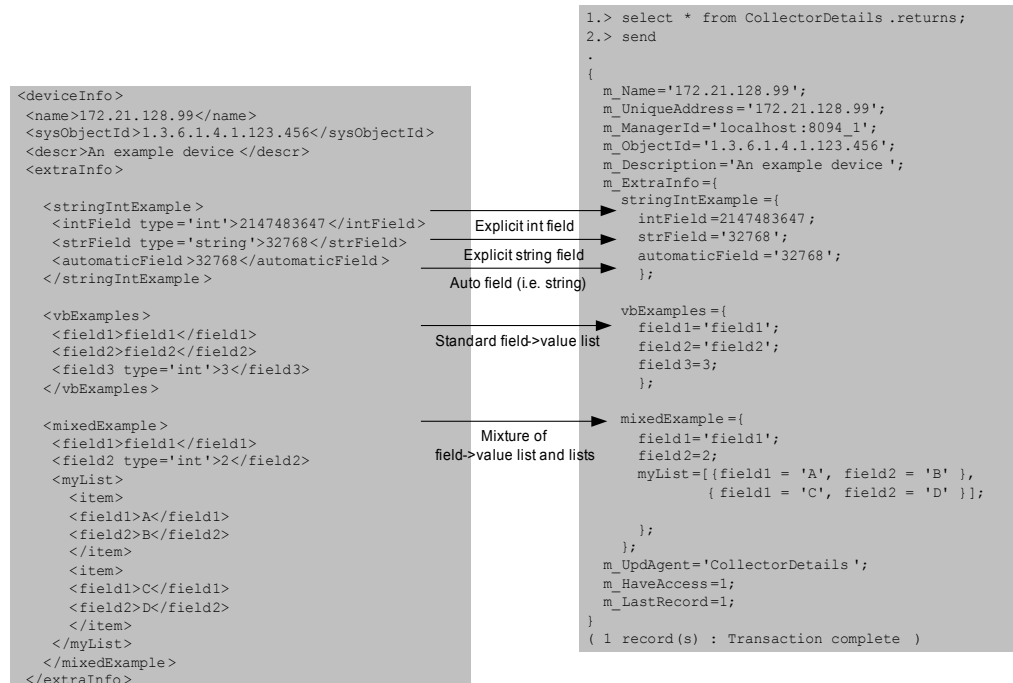 <deviceInfo>
<name>172.21.128.99</name>
<sysObjectId>1.3.6.1.4.1.123.456</sysObjectId>
<descr>An example device </descr>
<extraInfo>
<stringIntExample>
<intField type='int'>2147483647</intField>
<strField type='string'>32768</strField>
<automaticField>32768</automaticField>
</stringIntExample>
<vbExamples>
<field1>field1</field1>
<field2>field2</field2>
<field3 type='int'>3</field3>
</vbExamples>
<mixedExample>
<field1>field1</field1>
<field2 type='int'>2</field2>
<myList>
<item>
<field1>A</field1>
<field2>B</field2>
</item>
<item>
<field1>C</field1>
<field2>D</field2>
</item>
</myList>
</mixedExample>
</extraInfo>
Explicit int field
Explicit string field
Auto field (i.e. string)
Standard field->value list
Mixture of
field->value list and lists
1.> select * from CollectorDetails.returns;
2.> send
.
{
m_Name='172.21.128.99';
m_UniqueAddress='172.21.128.99';
m_ManagerId='localhost:8094_1';
m_ObjectId='1.3.6.1.4.1.123.456';
m_Description='An example device ';
m_ExtraInfo={
stringIntExample={
intField=2147483647;
strField='32768';
automaticField='32768';
};
vbExamples={
field1='field1';
field2='field2';
field3=3;
};
mixedExample={
field1='field1';
field2=2;
myList=[{field1 = 'A', field2 = 'B' },
{field1 = 'C', field2 = 'D' }];
};
};
m_UpdAgent='CollectorDetails';
m_HaveAccess=1;
m_LastRecord=1;
}
( 1 record(s) : Transaction complete )